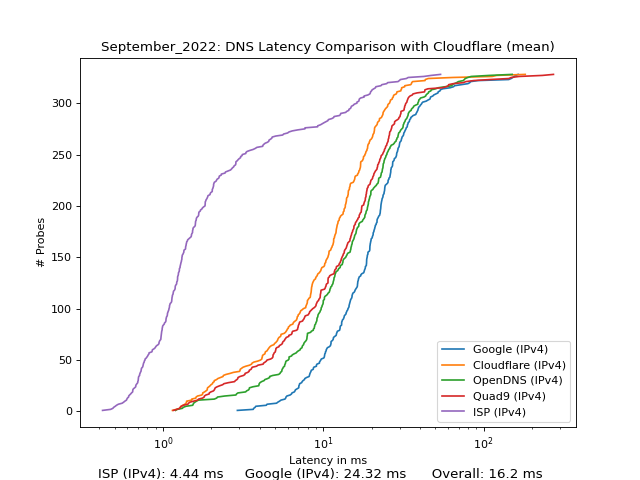 September_2022: DNS Latency Comparison with Cloudflare (mean)
# Probes
300
250
200
150
100
50
0
Google (IPv4)
Cloudflare (IPv4)
OpenDNS (IPv4)
Quad9 (IPv4)
ISP (IPv4)
10⁰ 10¹ 10²
Latency in ms
ISP (IPv4): 4.44 ms Google (IPv4): 24.32 ms Overall: 16.2 ms